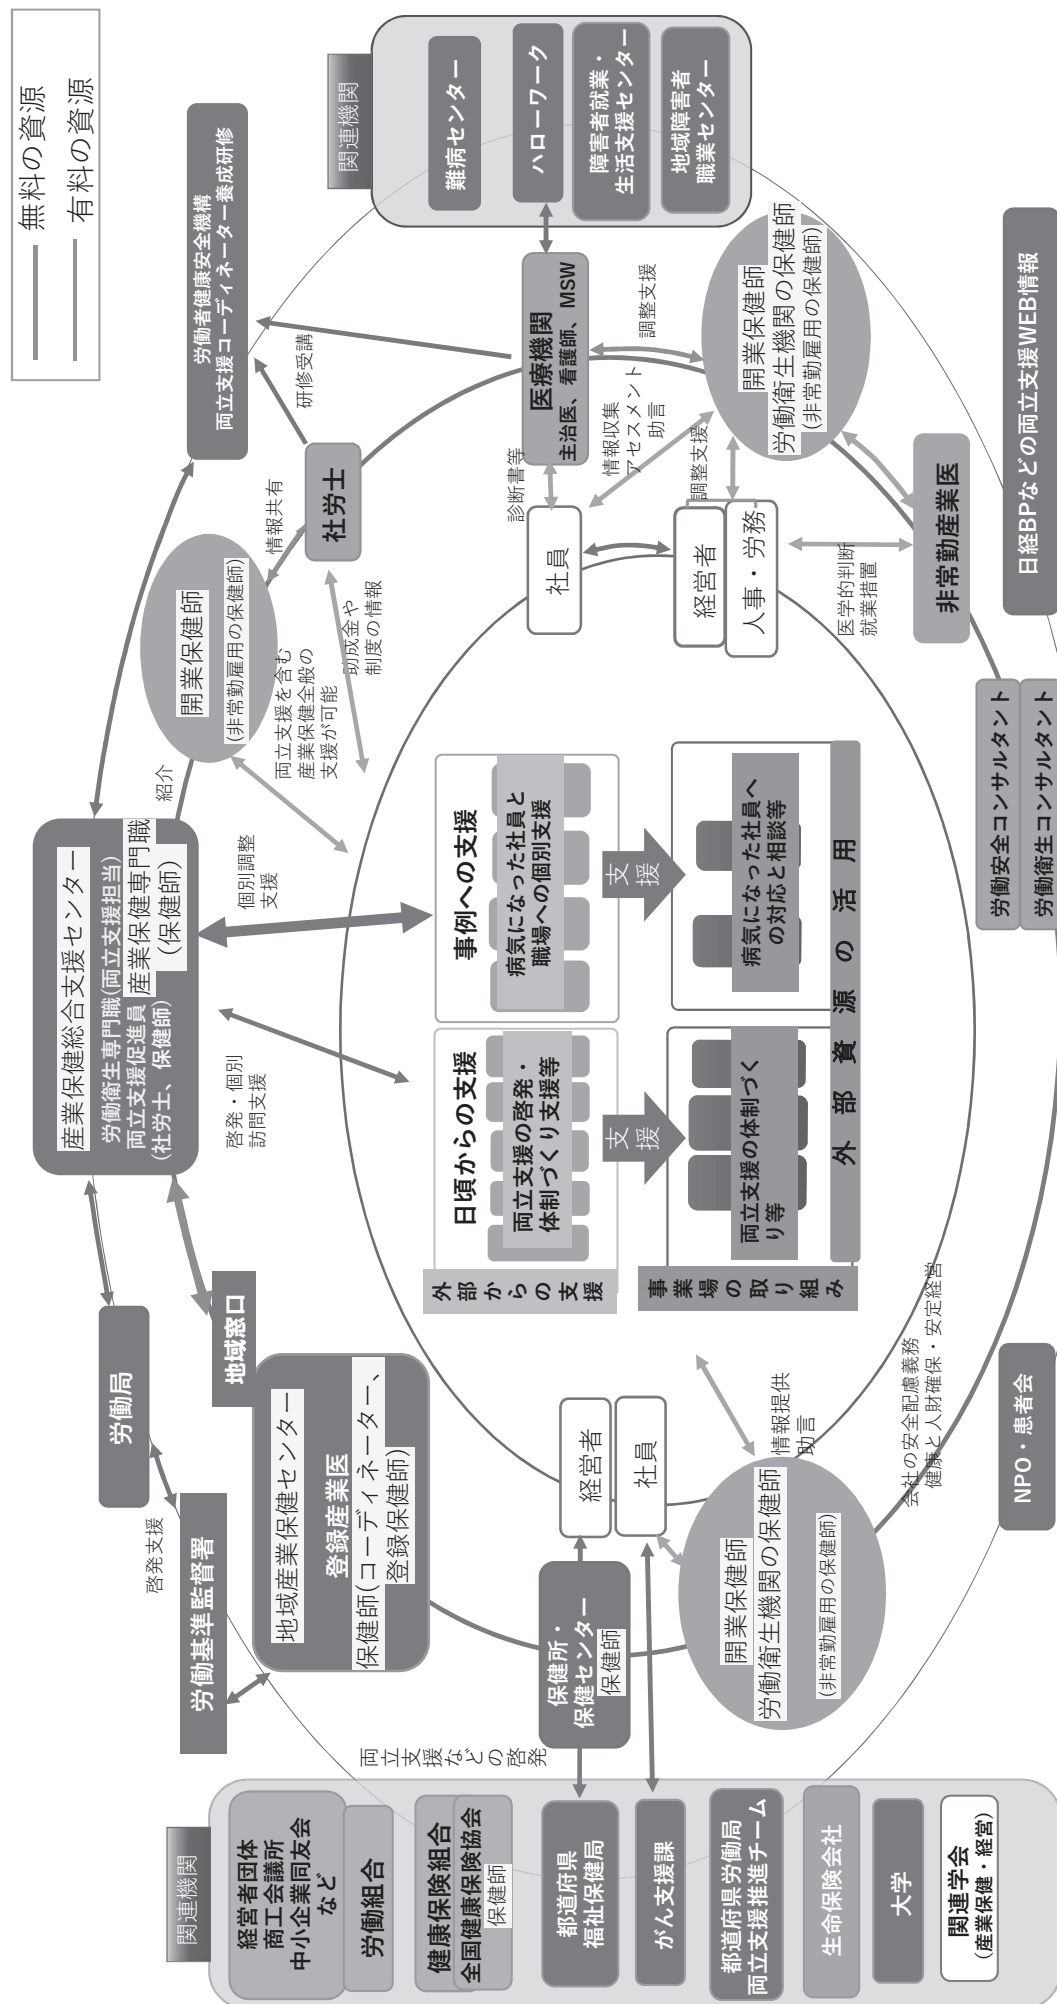 無料の資源
有料の資源
関連機関
経営者団体
商工会議所
中小企業同友会
など
労働組合
健康保険組合
全国健康保険協会
保健師
都道府県
福祉保健局
がん支援課
都道府県労働局
両立支援推進チーム
生命保険会社
大学
関連学会
(産業保健・経営)
両立支援などの啓発
労働基準監督署
啓発支援
労働局
地域窓口
地域産業保健センター
登録産業医
保健師(コーディネーター、
登録保健師)
保健所・
保健センター
保健師
経営者
社員
開業保健師
労働衛生機関の保健師
(非常勤雇用の保健師)
情報提供
助言
会社の安全配慮義務
健康と人財確保・安定経営
NPO・患者会
産業保健総合支援センター
労働衛生専門職(両立支援担当)
両立支援促進員
(社労士、保健師)
産業保健専門職
(保健師)
啓発・個別
訪問支援
個別調整
支援
紹介
外部からの支援
日頃からの支援
両立支援の啓発・
体制づくり支援等
事例への支援
病気になった社員と
職場への個別支援
支援
支援
事業場の取り組み
両立支援の体制づく
り等
病気になった社員へ
の対応と相談等
外部資源の活用
開業保健師
(非常勤雇用の保健師)
両立支援を含む
産業保健全般の
支援が可能
情報共有
助成金や
制度の情報
社労士
研修受講
労働者健康安全機構
両立支援コーディネーター養成研修
社員
経営者
人事・労務
診断書等
医療機関
主治医、看護師、MSW
情報収集
アセスメント
助言
調整支援
調整支援
開業保健師
労働衛生機関の保健師
(非常勤雇用の保健師)
医学的判断
就業措置
非常勤産業医
労働安全コンサルタント
労働衛生コンサルタント
日経BPなどの両立支援WEB情報
関連機関
難病センター
ハローワーク
障害者就業・
生活支援センター
地域障害者
職業センター